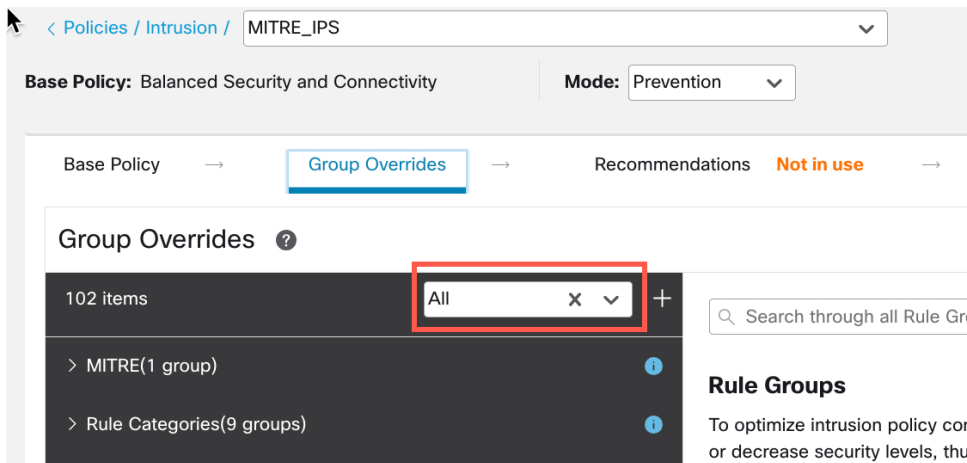 Policies / Intrusion / MITRE_IPS
Base Policy: Balanced Security and Connectivity Mode: Prevention
Base Policy → Group Overrides → Recommendations Not in use →
Group Overrides ?
102 items All X +
> MITRE(1 group) i
Search through all Rule Gr
Rule Groups
> Rule Categories(9 groups) i
To optimize intrusion policy
or decrease security levels,